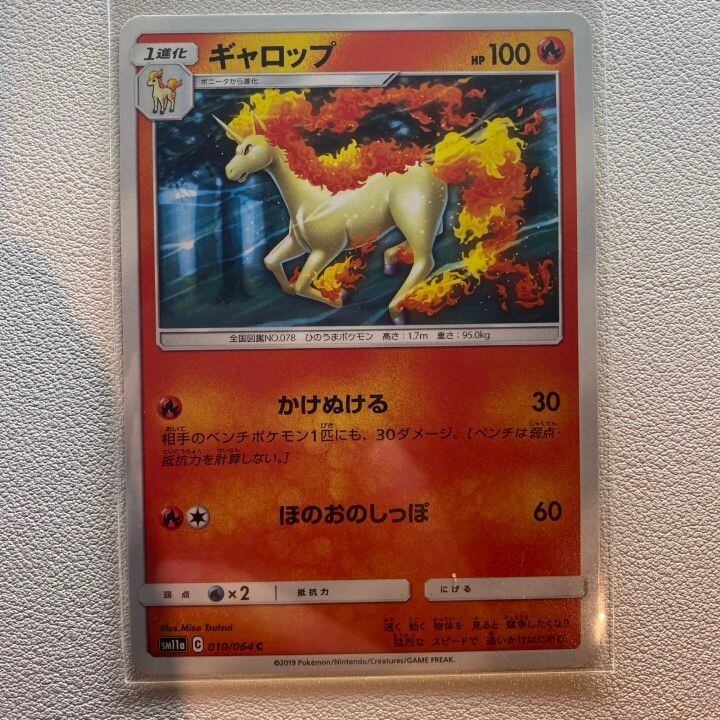 1進化 ギャロップ HP 100
ポニータから進化
全国図鑑NO.078 ひのうまポケモン 高さ：1.7m 重さ：95.0kg
かけぬける 30
相手のベンチポケモン1匹にも、30ダメージ。[ベンチは弱点・
抵抗力を計算しない。]
ほのおのしっぽ 60
弱点 ×2 抵抗力 にげる
Illus.Misa Tsutsui
速く 動く 物体を 見ると 競争したくなり
猛烈な スピードで 追いかけはじめる。
SM11a C 010/064 C
©2019 Pokémon/Nintendo/Creatures/GAME FREAK.